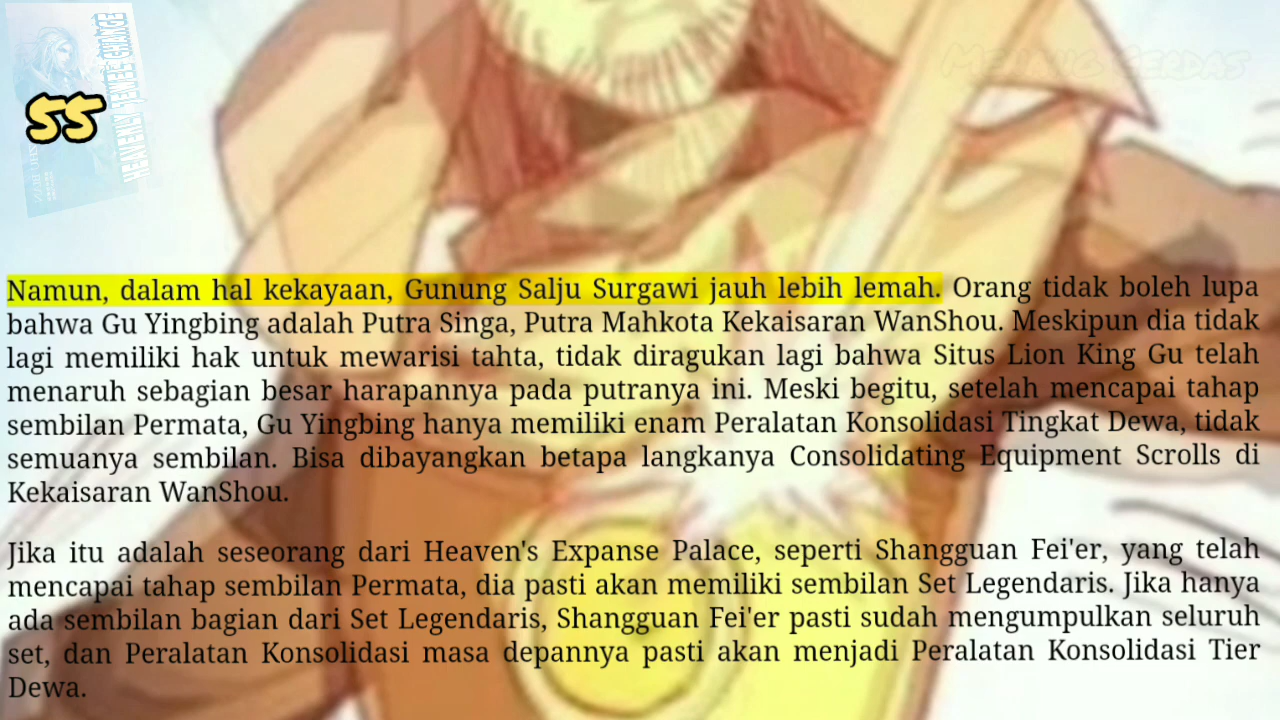 HEAVENLY JEWEL CHANGE
55
Namun, dalam hal kekayaan, Gunung Salju Surgawi jauh lebih lemah. Orang tidak boleh lupa
bahwa Gu Yingbing adalah Putra Singa, Putra Mahkota Kekaisaran WanShou. Meskipun dia tidak
lagi memiliki hak untuk mewarisi tahta, tidak diragukan lagi bahwa Situs Lion King Gu telah
menaruh sebagian besar harapannya pada putranya ini. Meski begitu, setelah mencapai tahap
sembilan Permata, Gu Yingbing hanya memiliki enam Peralatan Konsolidasi Tingkat Dewa, tidak
semuanya sembilan. Bisa dibayangkan betapa langkanya Consolidating Equipment Scrolls di
Kekaisaran WanShou.
Jika itu adalah seseorang dari Heaven's Expanse Palace, seperti Shangguan Fei'er, yang telah
mencapai tahap sembilan Permata, dia pasti akan memiliki sembilan Set Legendaris. Jika hanya
ada sembilan bagian dari Set Legendaris, Shangguan Fei'er pasti sudah mengumpulkan seluruh
set, dan Peralatan Konsolidasi masa depannya pasti akan menjadi Peralatan Konsolidasi Tier
Dewa.